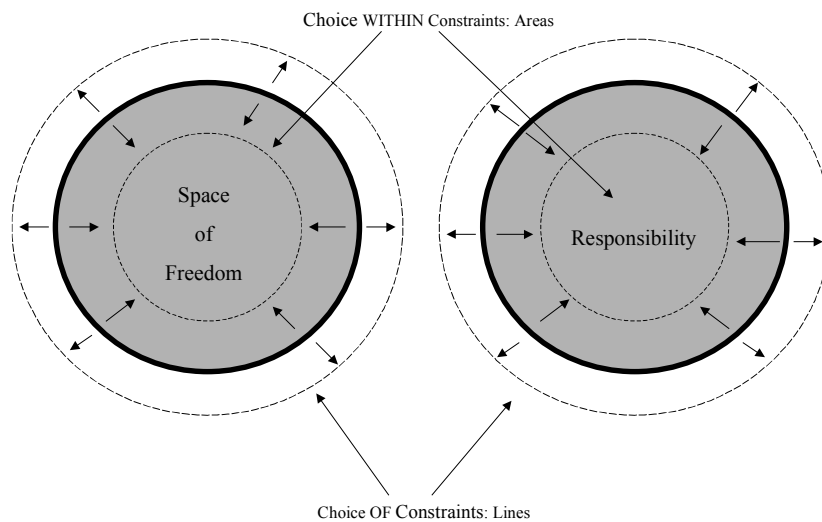 Choice WITHIN Constraints: Areas
Space
of
Freedom
Responsibility
Choice OF Constraints: Lines